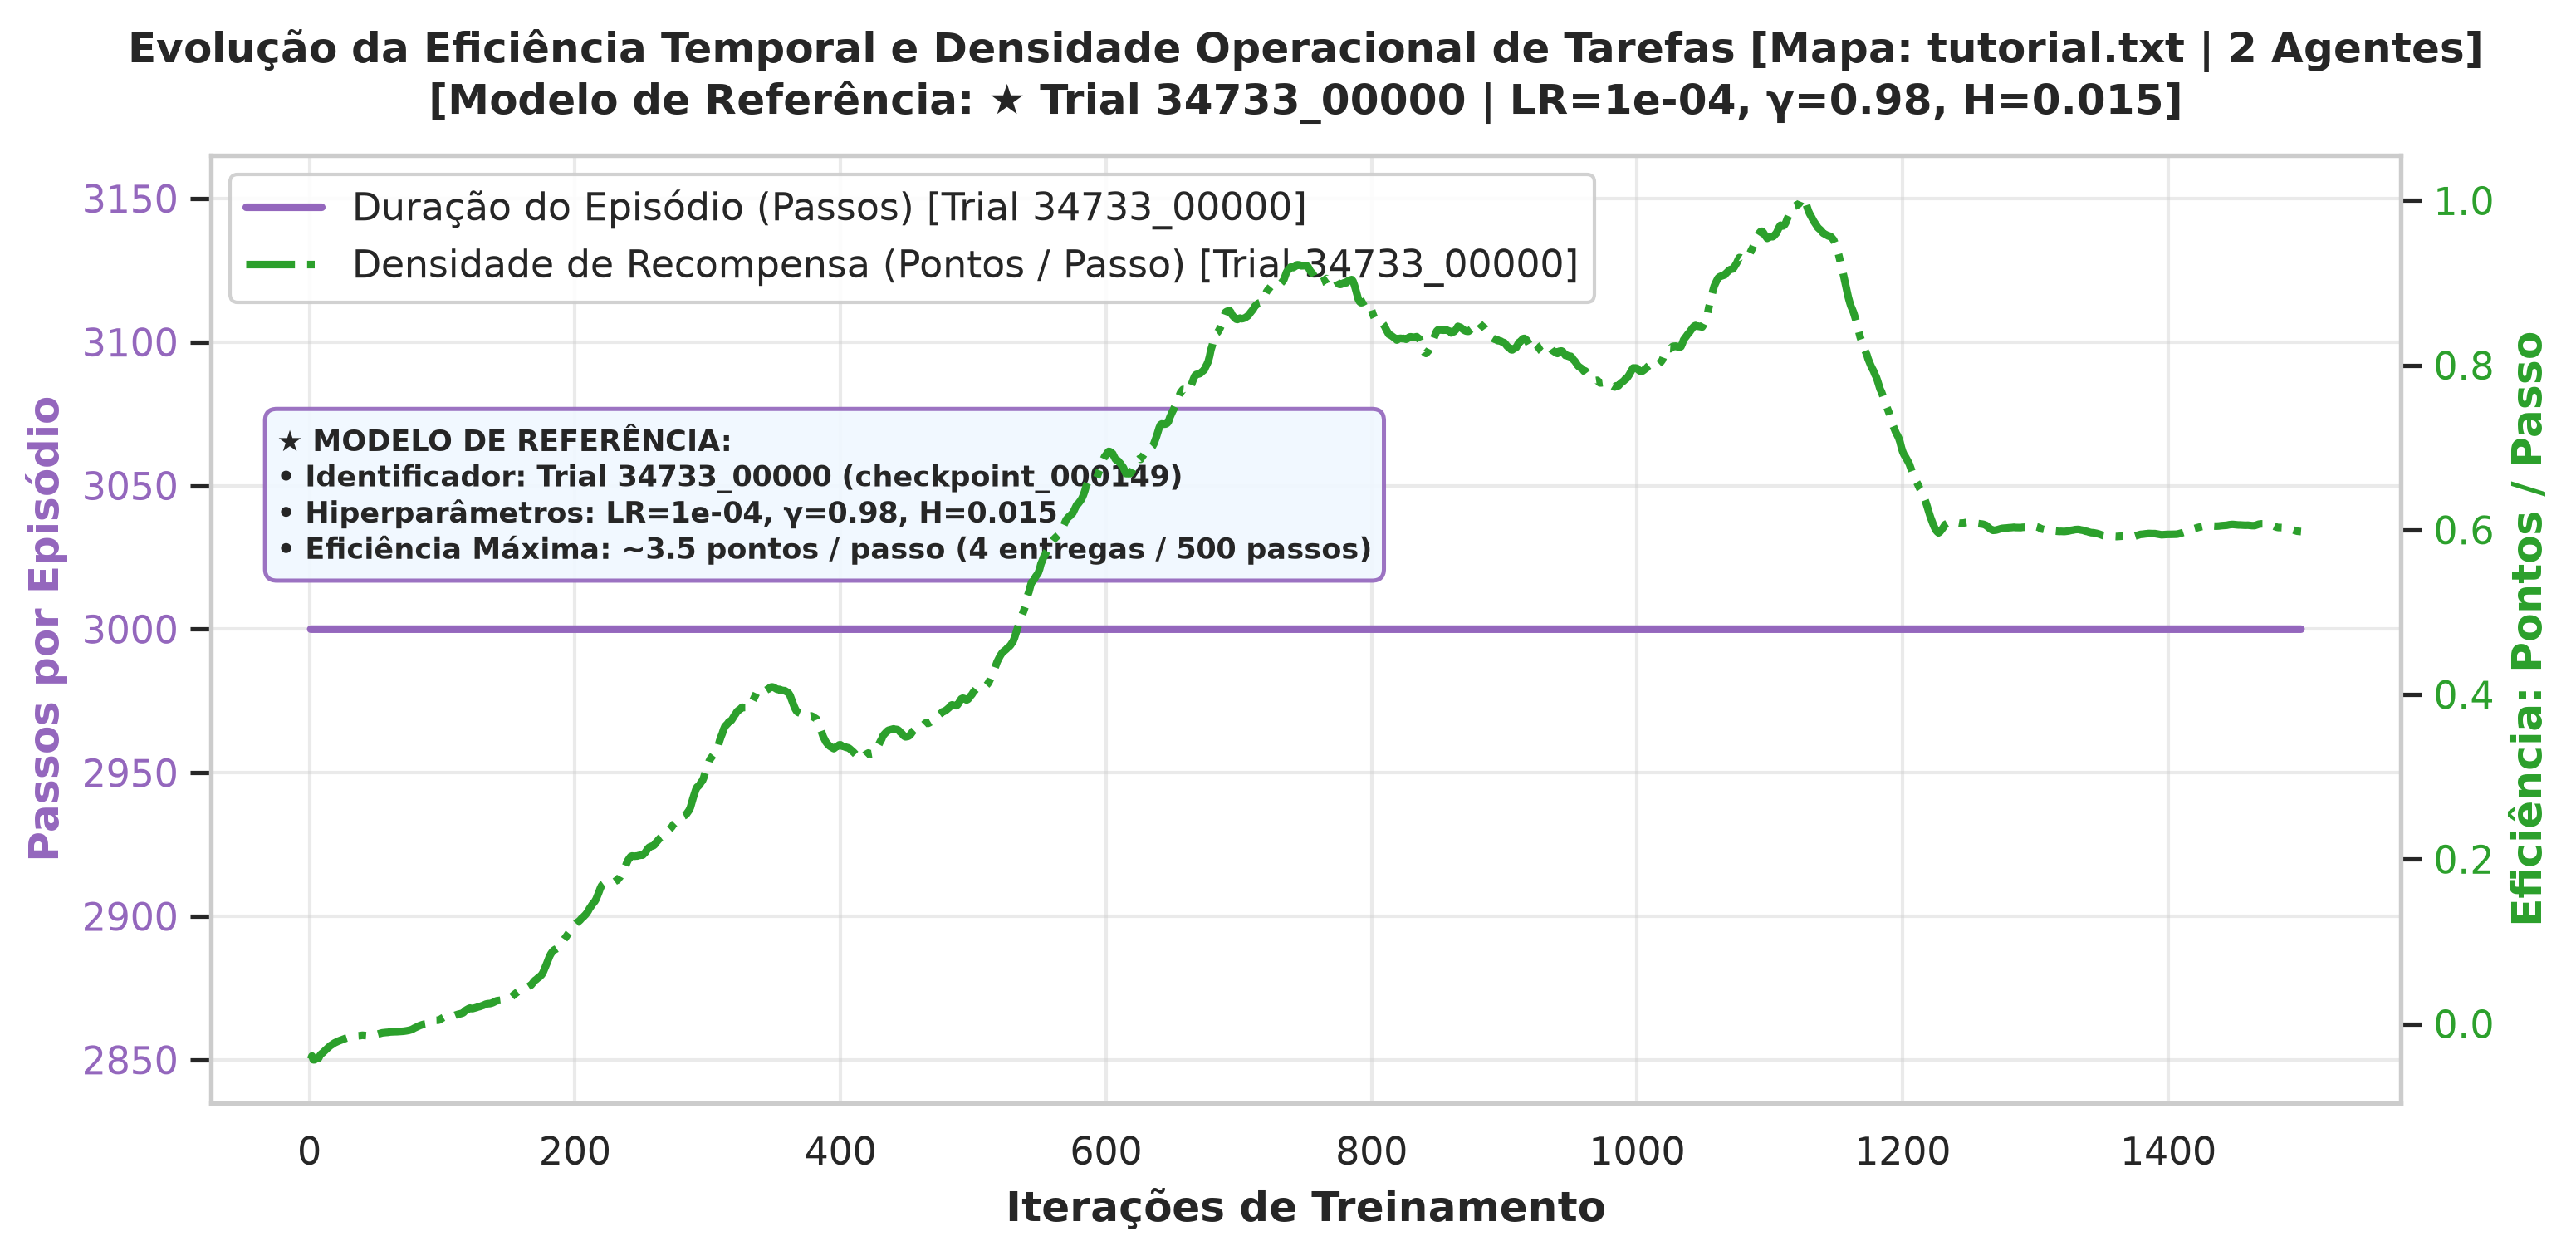 Evolução da Eficiência Temporal e Densidade Operacional de Tarefas [Mapa: tutorial.txt | 2 Agentes]
[Modelo de Referência: ★ Trial 34733_00000 | LR=1e-04, γ=0.98, H=0.015]
Duração do Episódio (Passos) [Trial 34733_00000]
Densidade de Recompensa (Pontos / Passo) [Trial 34733_00000]
★ MODELO DE REFERÊNCIA:
• Identificador: Trial 34733_00000 (checkpoint_000149)
• Hiperparâmetros: LR=1e-04, γ=0.98, H=0.015
• Eficiência Máxima: ~3.5 pontos / passo (4 entregas / 500 passos)
Passos por Episódio
3150
3100
3050
3000
2950
2900
2850
1.0
0.8
0.6
0.4
0.2
0.0
Eficiência: Pontos / Passo
0 200 400 600 800 1000 1200 1400
Iterações de Treinamento